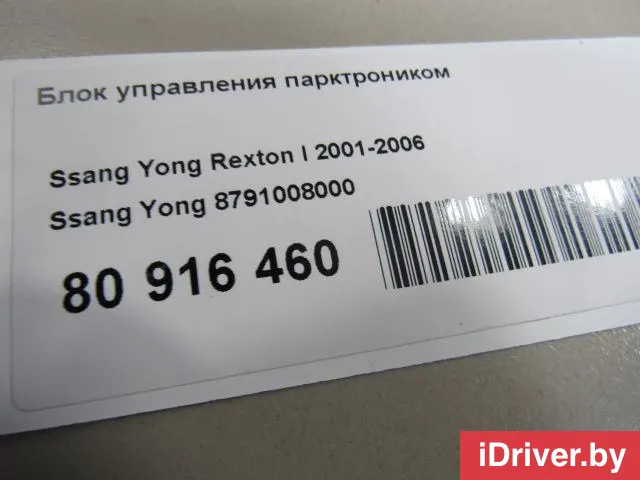 Блок управления парктроником
Ssang Yong Rexton I 2001-2006
Ssang Yong 8791008000
80 916 460
iDriver.by